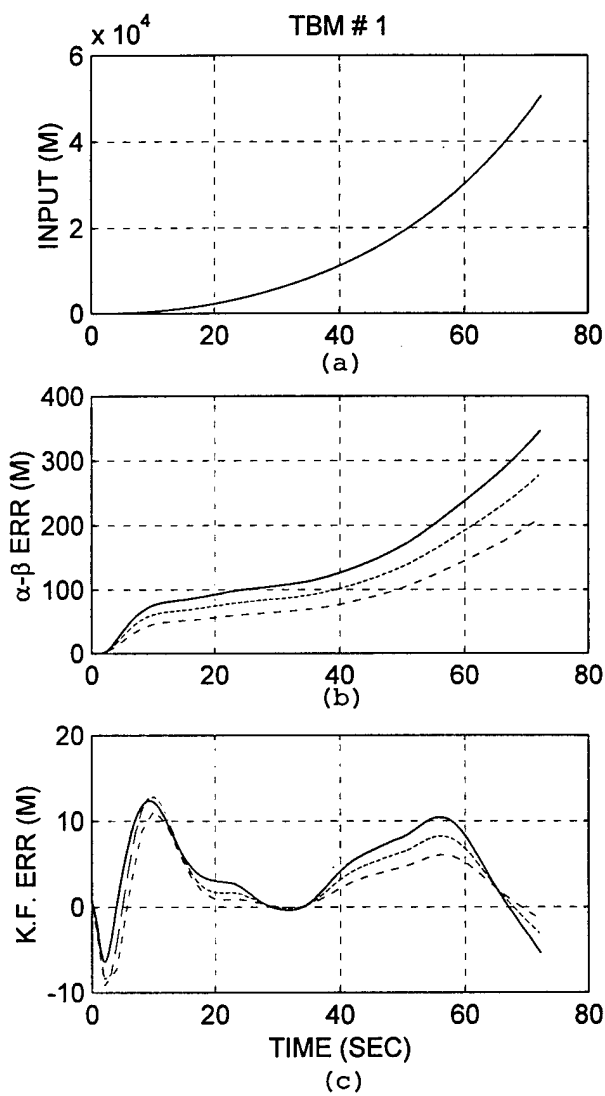 TBM # 1
x 10^4
INPUT (M)
6
4
2
0
0 20 40 60 80
(a)
α-β ERR (M)
400
300
200
100
0
0 20 40 60 80
(b)
K.F. ERR (M)
20
10
0
-10
0 20 40 60 80
TIME (SEC)
(c)